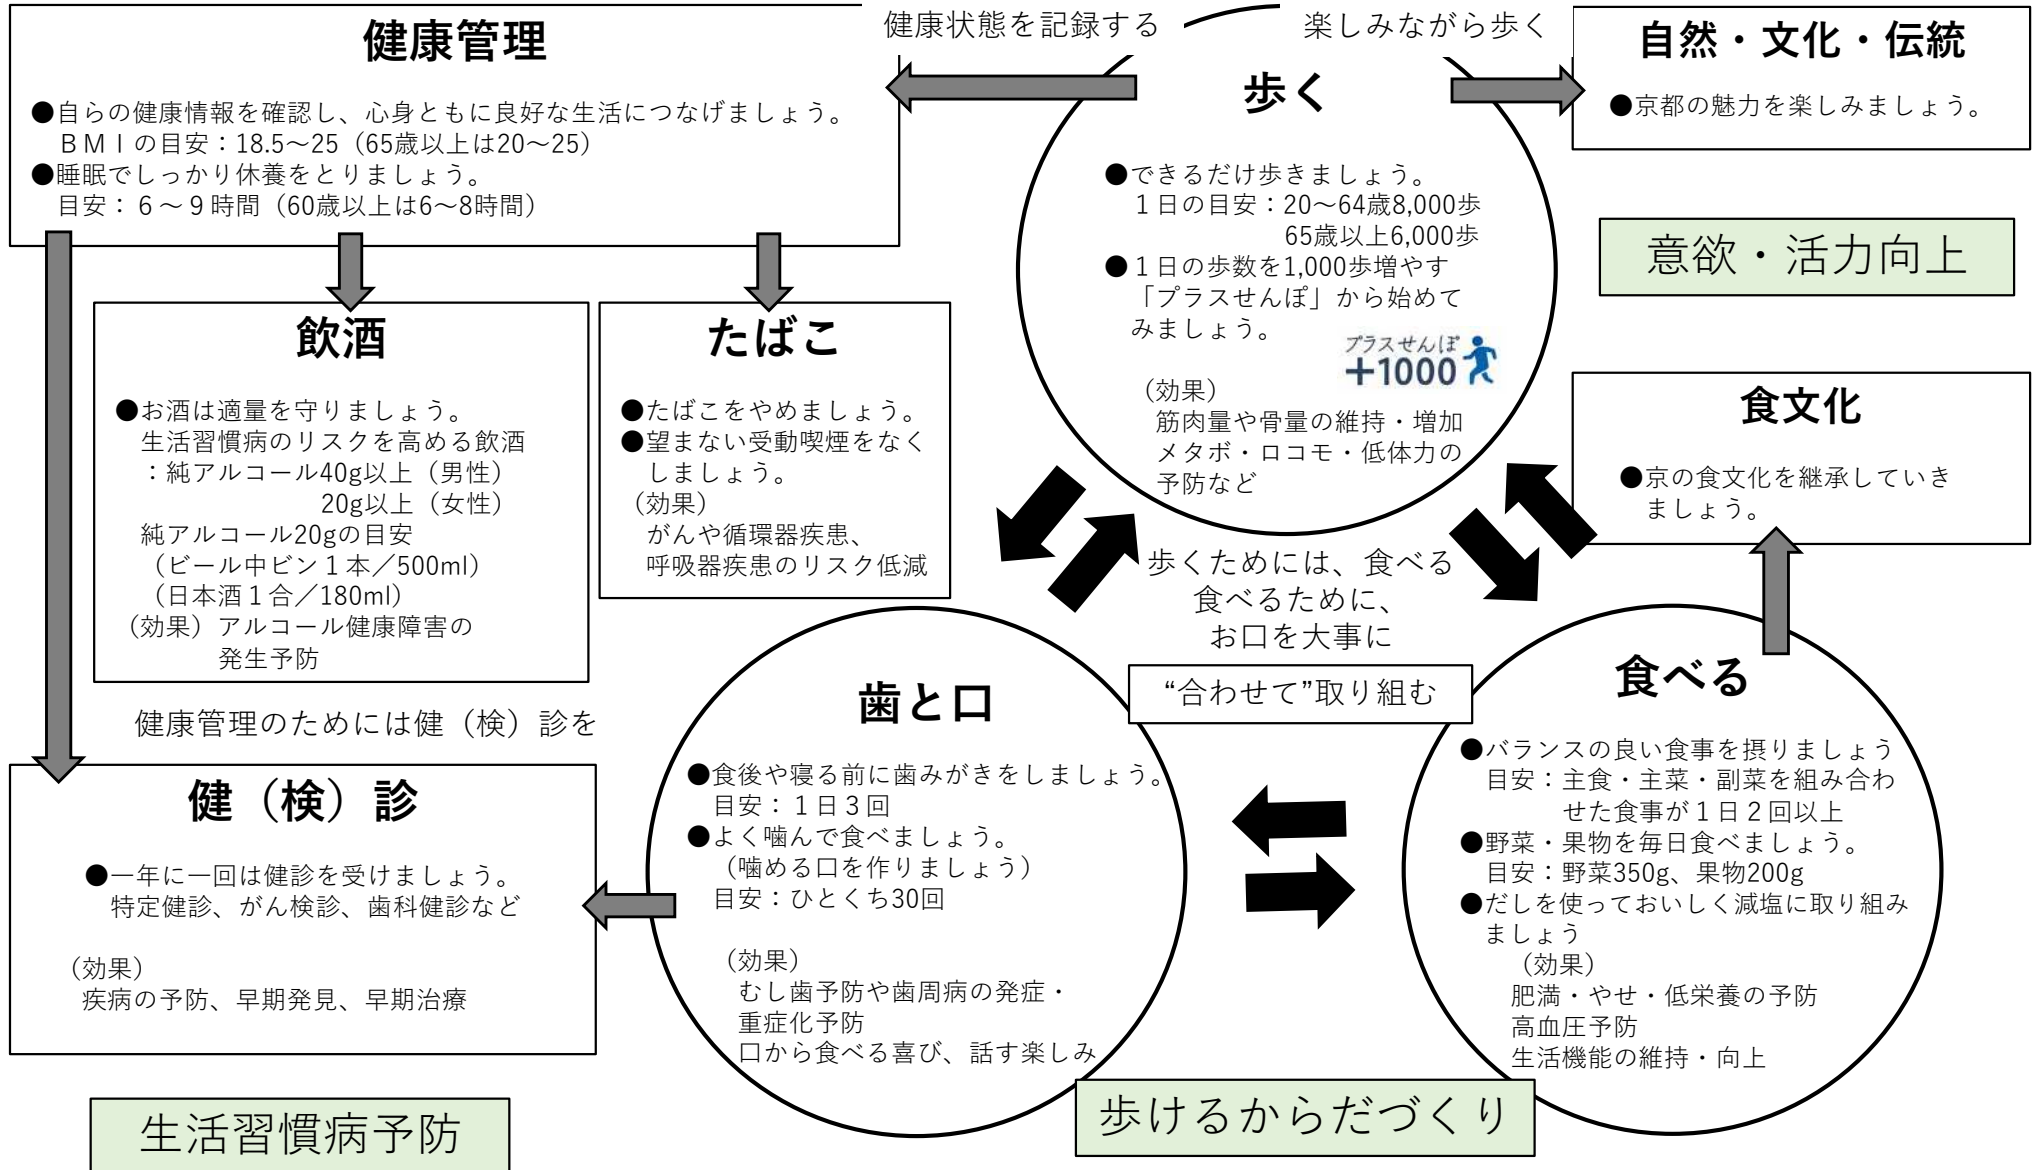 健康管理
●自らの健康情報を確認し、心身ともに良好な生活につなげましょう。
ＢＭＩの目安：18.5～25（65歳以上は20～25）
●睡眠でしっかり休養をとりましょう。
目安：６～９時間（60歳以上は6～8時間）
健康状態を記録する
楽しみながら歩く
歩く
●できるだけ歩きましょう。
１日の目安：20～64歳8,000歩
65歳以上6,000歩
●１日の歩数を1,000歩増やす
「プラスせんぽ」から始めて
みましょう。
プラスせんぽ
+1000
（効果）
筋肉量や骨量の維持・増加
メタボ・ロコモ・低体力の
予防など
自然・文化・伝統
●京都の魅力を楽しみましょう。
意欲・活力向上
飲酒
●お酒は適量を守りましょう。
生活習慣病のリスクを高める飲酒
：純アルコール40g以上（男性）
20g以上（女性）
純アルコール20gの目安
（ビール中ビン１本／500ml）
（日本酒１合／180ml）
（効果）アルコール健康障害の
発生予防
たばこ
●たばこをやめましょう。
●望まない受動喫煙をなく
しましょう。
（効果）
がんや循環器疾患、
呼吸器疾患のリスク低減
食文化
●京の食文化を継承していき
ましょう。
歩くためには、食べる
食べるために、
お口を大事に
“合わせて”取り組む
健康管理のためには健（検）診を
健（検）診
●一年に一回は健診を受けましょう。
特定健診、がん検診、歯科健診など
（効果）
疾病の予防、早期発見、早期治療
歯と口
●食後や寝る前に歯みがきをしましょう。
目安：１日３回
●よく噛んで食べましょう。
（噛める口を作りましょう）
目安：ひとくち30回
（効果）
むし歯予防や歯周病の発症・
重症化予防
口から食べる喜び、話す楽しみ
食べる
●バランスの良い食事を摂りましょう
目安：主食・主菜・副菜を組み合わ
せた食事が１日２回以上
●野菜・果物を毎日食べましょう。
目安：野菜350g、果物200g
●だしを使っておいしく減塩に取り組み
ましょう
（効果）
肥満・やせ・低栄養の予防
高血圧予防
生活機能の維持・向上
生活習慣病予防
歩けるからだづくり